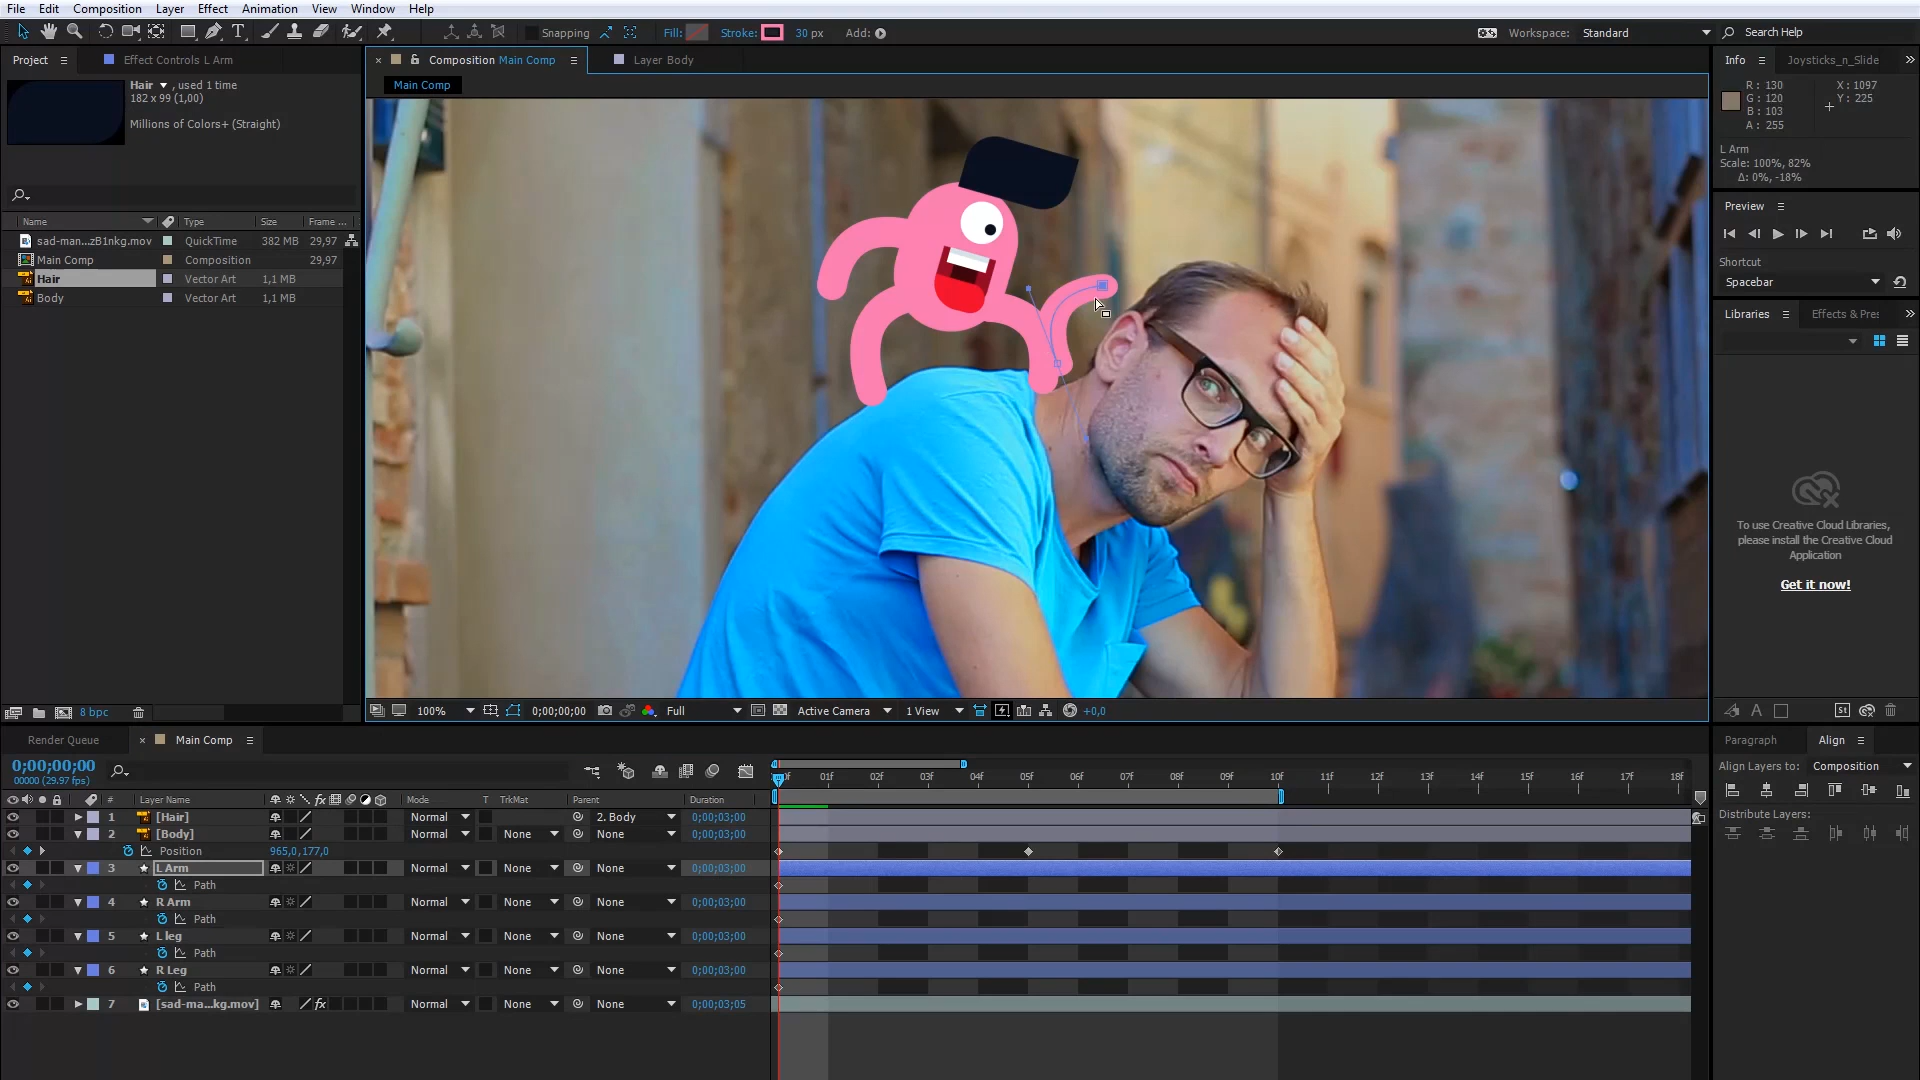 File Edit Composition Layer Effect Animation View Window Help
Snapping Fill: Stroke: 30 px Add: Workspace: Standard Search Help
Project Effect Controls L Arm
Composition Main Comp Layer Body
Info Joysticks_n_Slide
Main Comp
Hair , used 1 time
182 x 99 (1,00)
Millions of Colors+ (Straight)
R : 130 X : 1097
G : 120 Y : 225
B : 103
A : 255
L Arm
Scale: 100%, 82%
Δ: 0%, -18%
Preview
Shortcut
Spacebar
Libraries Effects & Pres
Name Type Size Frame ...
sad-man...zB1nkg.mov QuickTime 382 MB 29,97
Main Comp Composition 29,97
Hair Vector Art 1,1 MB
Body Vector Art 1,1 MB
To use Creative Cloud Libraries,
please install the Creative Cloud
Application
Get it now!
8 bpc
100% 0;00;00;00 Full Active Camera 1 View +0,0
St
Render Queue Main Comp
Paragraph Align
0;00;00;00
00000 (29.97 fps)
0f 01f 02f 03f 04f 05f 06f 07f 08f 09f 10f 11f 12f 13f 14f 15f 16f 17f 18f
Align Layers to: Composition
Distribute Layers:
# Layer Name fx Mode T TrkMat Parent Duration
1 [Hair] Normal 2. Body 0;00;03;00
2 [Body] Normal None None 0;00;03;00
Position 965,0,177,0
3 L Arm Normal None None 0;00;03;00
Path
4 R Arm Normal None None 0;00;03;00
Path
5 L leg Normal None None 0;00;03;00
Path
6 R Leg Normal None None 0;00;03;00
Path
7 [sad-ma...kg.mov] fx Normal None None 0;00;03;05